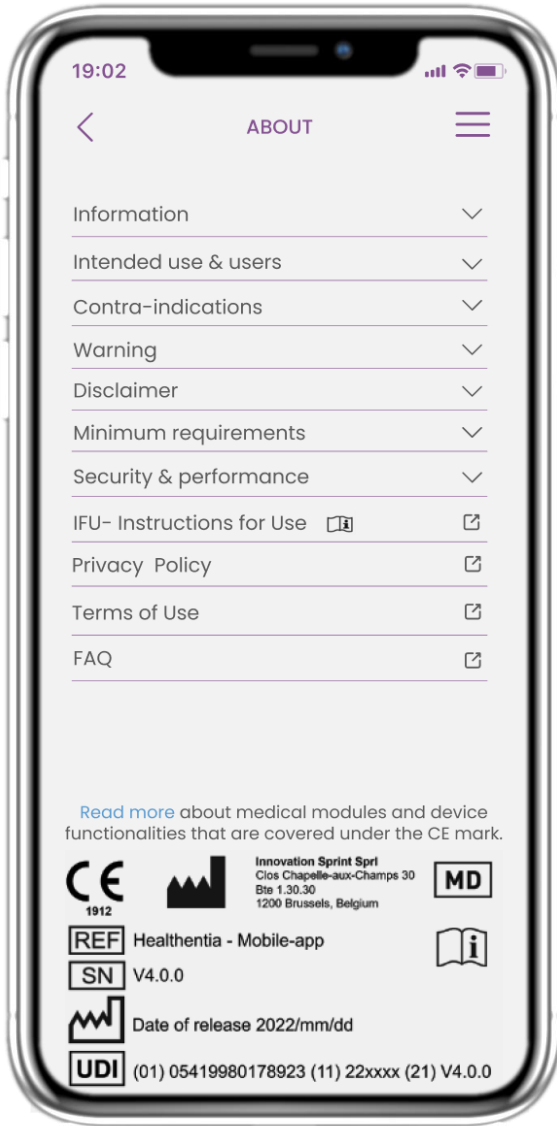 19:02
ABOUT
Information
Intended use & users
Contra-indications
Warning
Disclaimer
Minimum requirements
Security & performance
IFU- Instructions for Use
Privacy Policy
Terms of Use
FAQ
Read more about medical modules and device
functionalities that are covered under the CE mark.
Innovation Sprint Sprl
Clos Chapelle-aux-Champs 30
Bte 1.30.30
1200 Brussels, Belgium
CE
1912
MD
REF Healthentia - Mobile-app
SN V4.0.0
Date of release 2022/mm/dd
UDI (01) 05419980178923 (11) 22xxxx (21) V4.0.0